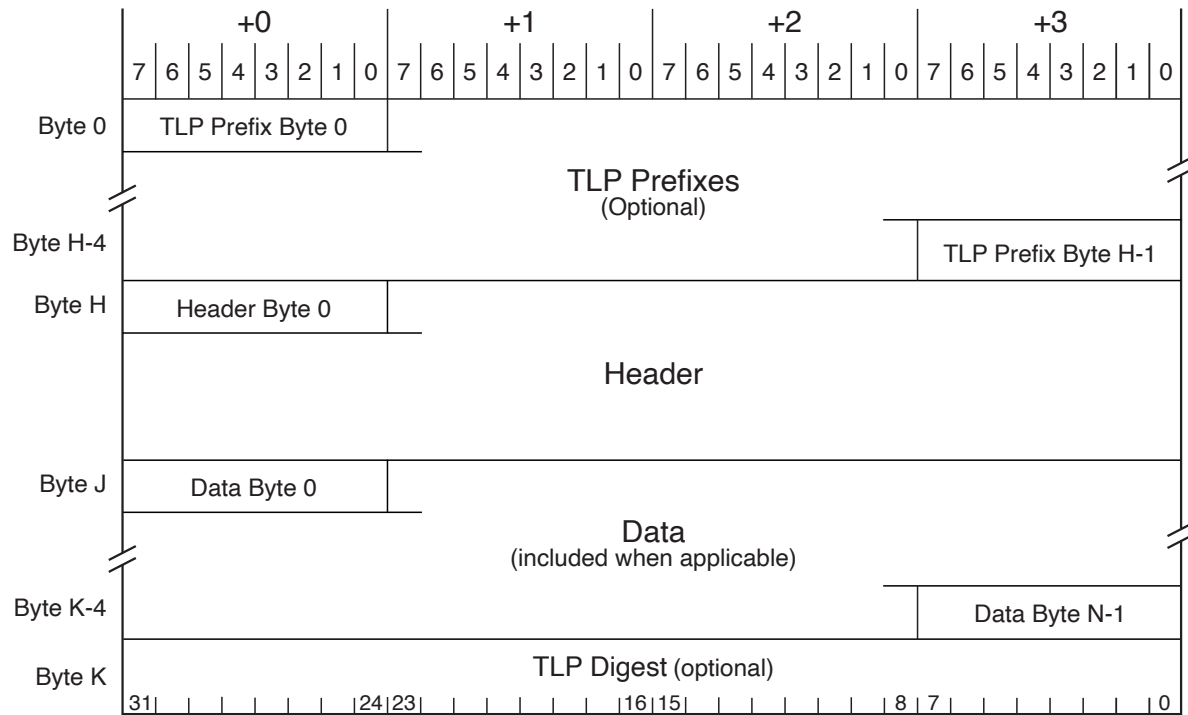 +0 +1 +2 +3
7 6 5 4 3 2 1 0 7 6 5 4 3 2 1 0 7 6 5 4 3 2 1 0 7 6 5 4 3 2 1 0
Byte 0 TLP Prefix Byte 0
TLP Prefixes
(Optional)
Byte H-4 TLP Prefix Byte H-1
Byte H Header Byte 0
Header
Byte J Data Byte 0
Data
(included when applicable)
Byte K-4 Data Byte N-1
TLP Digest (optional)
Byte K
31 24 23 16 15 8 7 0